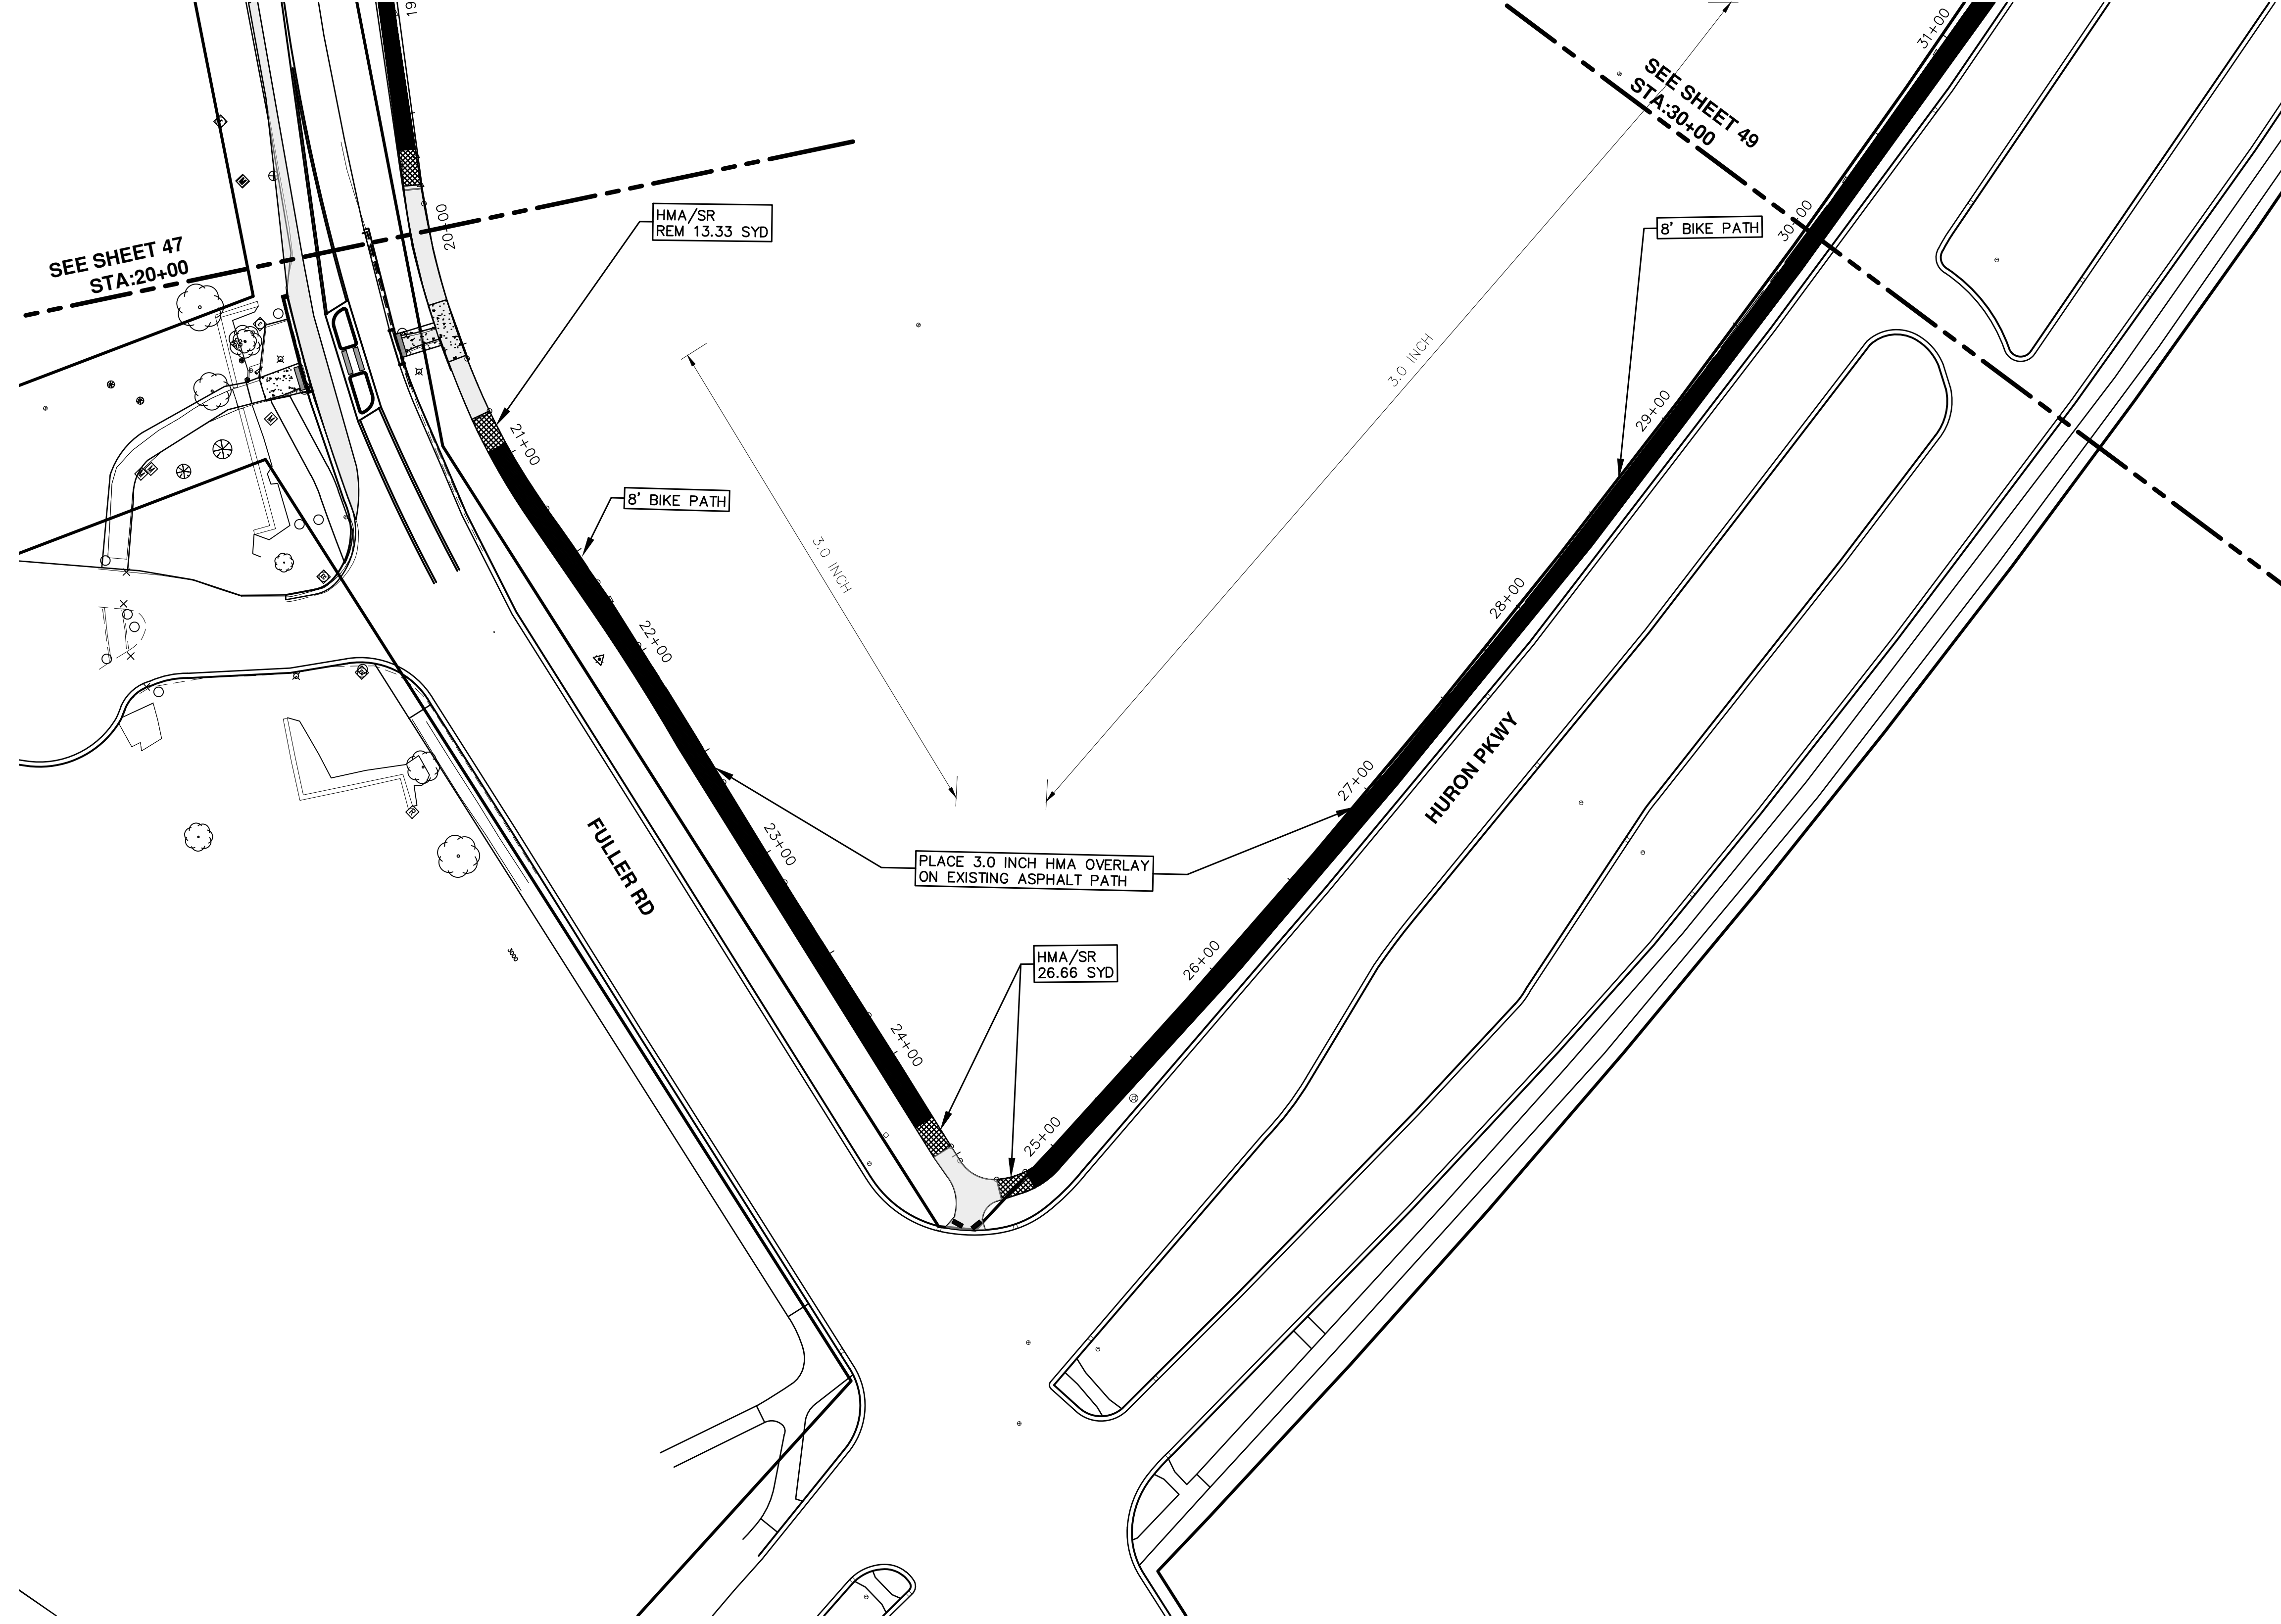 19
31+00
SEE SHEET 49
STA:30+00
30+00
SEE SHEET 47
STA:20+00
20+00
HMA/SR
REM 13.33 SYD
8' BIKE PATH
3.0 INCH
29+00
21+00
8' BIKE PATH
3.0 INCH
28+00
22+00
27+00
HURON PKWY
23+00
FULLER RD
PLACE 3.0 INCH HMA OVERLAY
ON EXISTING ASPHALT PATH
26+00
HMA/SR
26.66 SYD
24+00
25+00